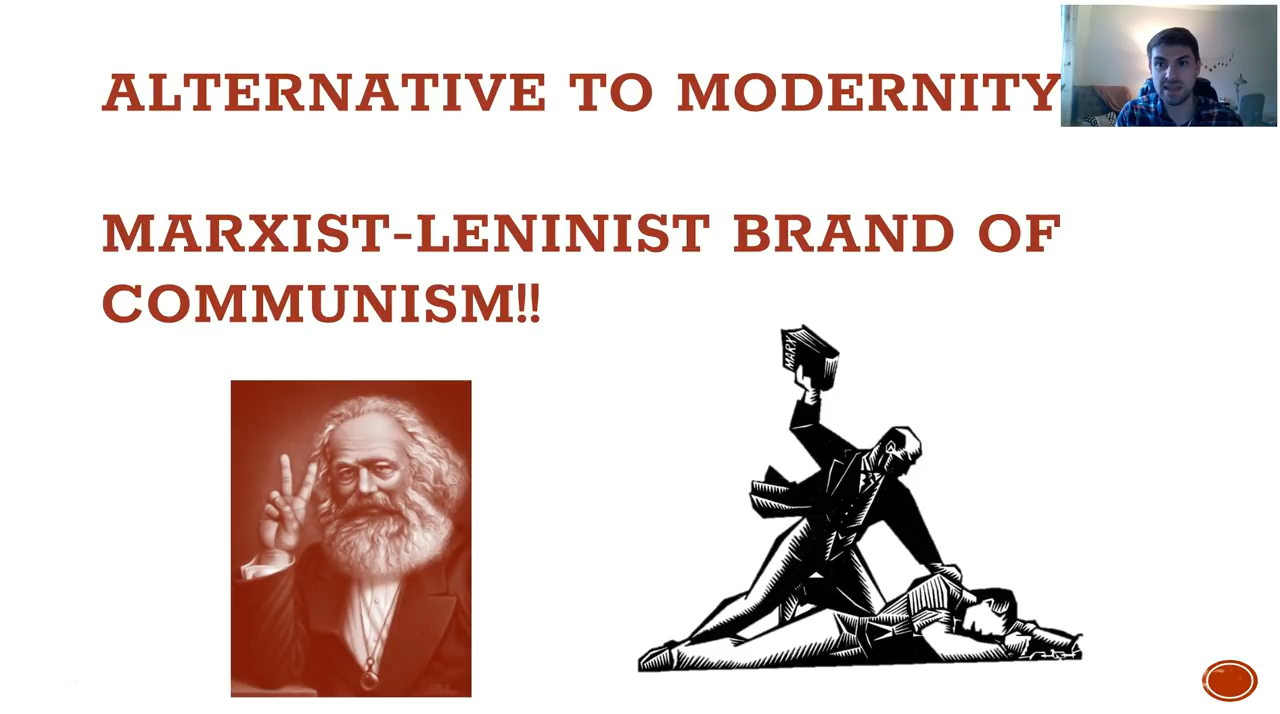 ALTERNATIVE TO MODERNITY
MARXIST-LENINIST BRAND OF
COMMUNISM!!
MARX